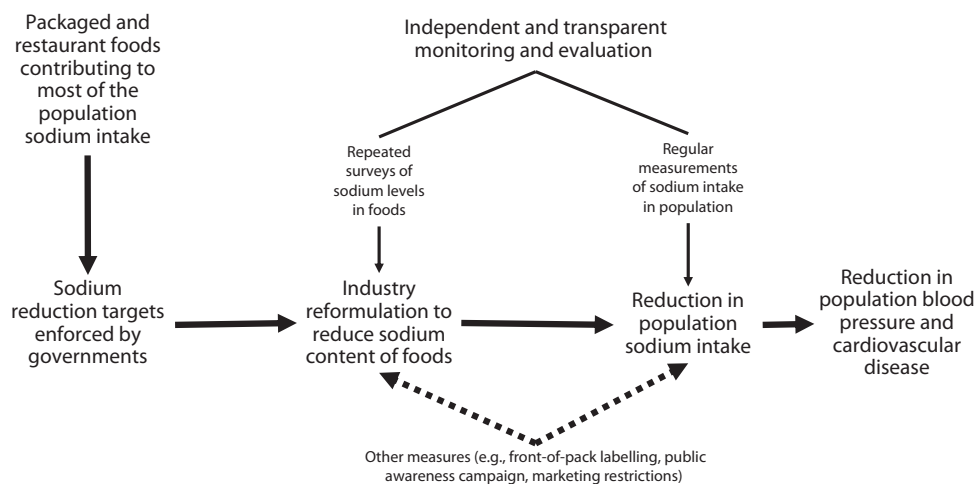 Packaged and
restaurant foods
contributing to
most of the
population
sodium intake
Independent and transparent
monitoring and evaluation
Repeated
surveys of
sodium levels
in foods
Regular
measurements
of sodium intake
in population
Sodium
reduction targets
enforced by
governments
Industry
reformulation to
reduce sodium
content of foods
Reduction in
population
sodium intake
Reduction in
population blood
pressure and
cardiovascular
disease
Other measures (e.g., front-of-pack labelling, public
awareness campaign, marketing restrictions)